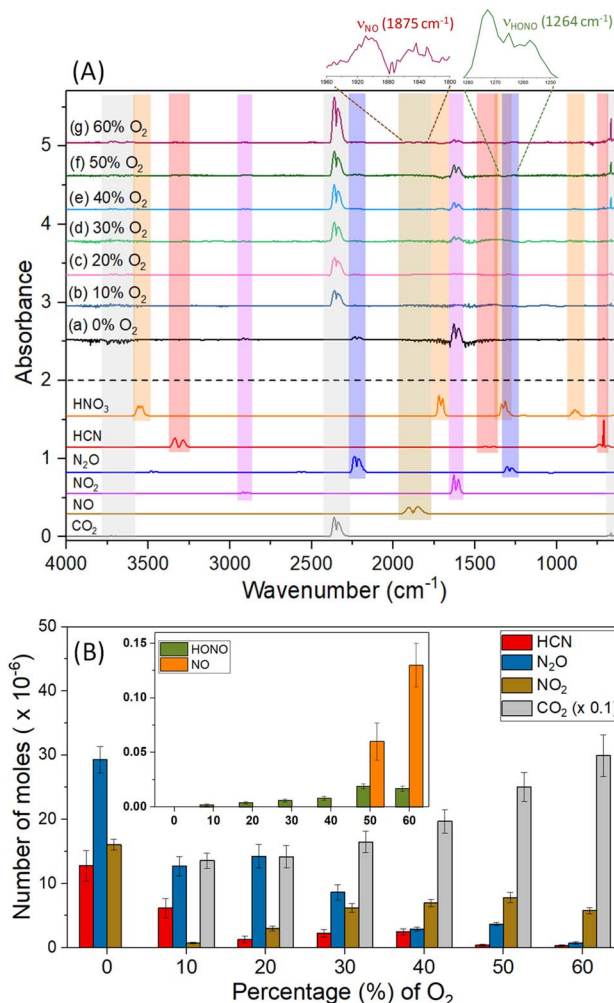 ν_NO (1875 cm⁻¹)
ν_HONO (1264 cm⁻¹)
1960 1920 1880 1840 1800
1280 1270 1260 1250
(A)
(g) 60% O₂
(f) 50% O₂
(e) 40% O₂
(d) 30% O₂
(c) 20% O₂
(b) 10% O₂
(a) 0% O₂
HNO₃
HCN
N₂O
NO₂
NO
CO₂
5
4
3
2
1
0
Absorbance
4000 3500 3000 2500 2000 1500 1000
Wavenumber (cm⁻¹)
(B)
50
40
30
20
10
0
Number of moles ( x 10⁻⁶)
HONO
NO
0.15
0.10
0.05
0.00
0 10 20 30 40 50 60
HCN
N₂O
NO₂
CO₂ (x 0.1)
0 10 20 30 40 50 60
Percentage (%) of O₂